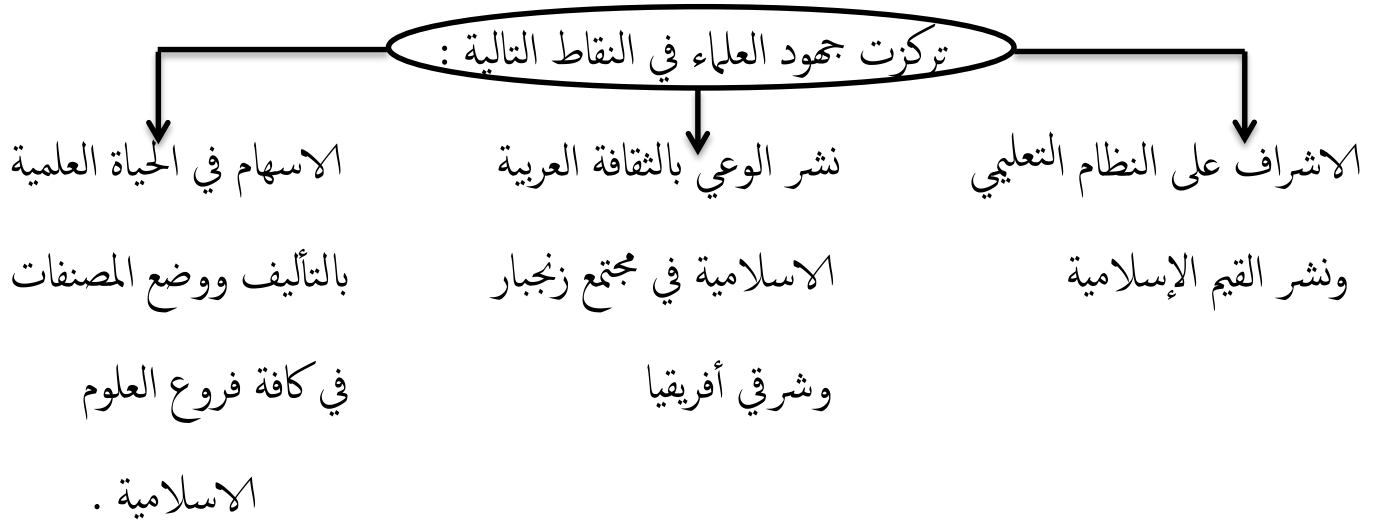 تركزت جهود العلماء في النقاط التالية :
الاشراف على النظام التعليمي
ونشر القيم الإسلامية
نشر الوعي بالثقافة العربية
الاسلامية في مجتمع زنجبار
وشرقي أفريقيا
الاسهام في الحياة العلمية
بالتأليف ووضع المصنفات
في كافة فروع العلوم
الاسلامية .